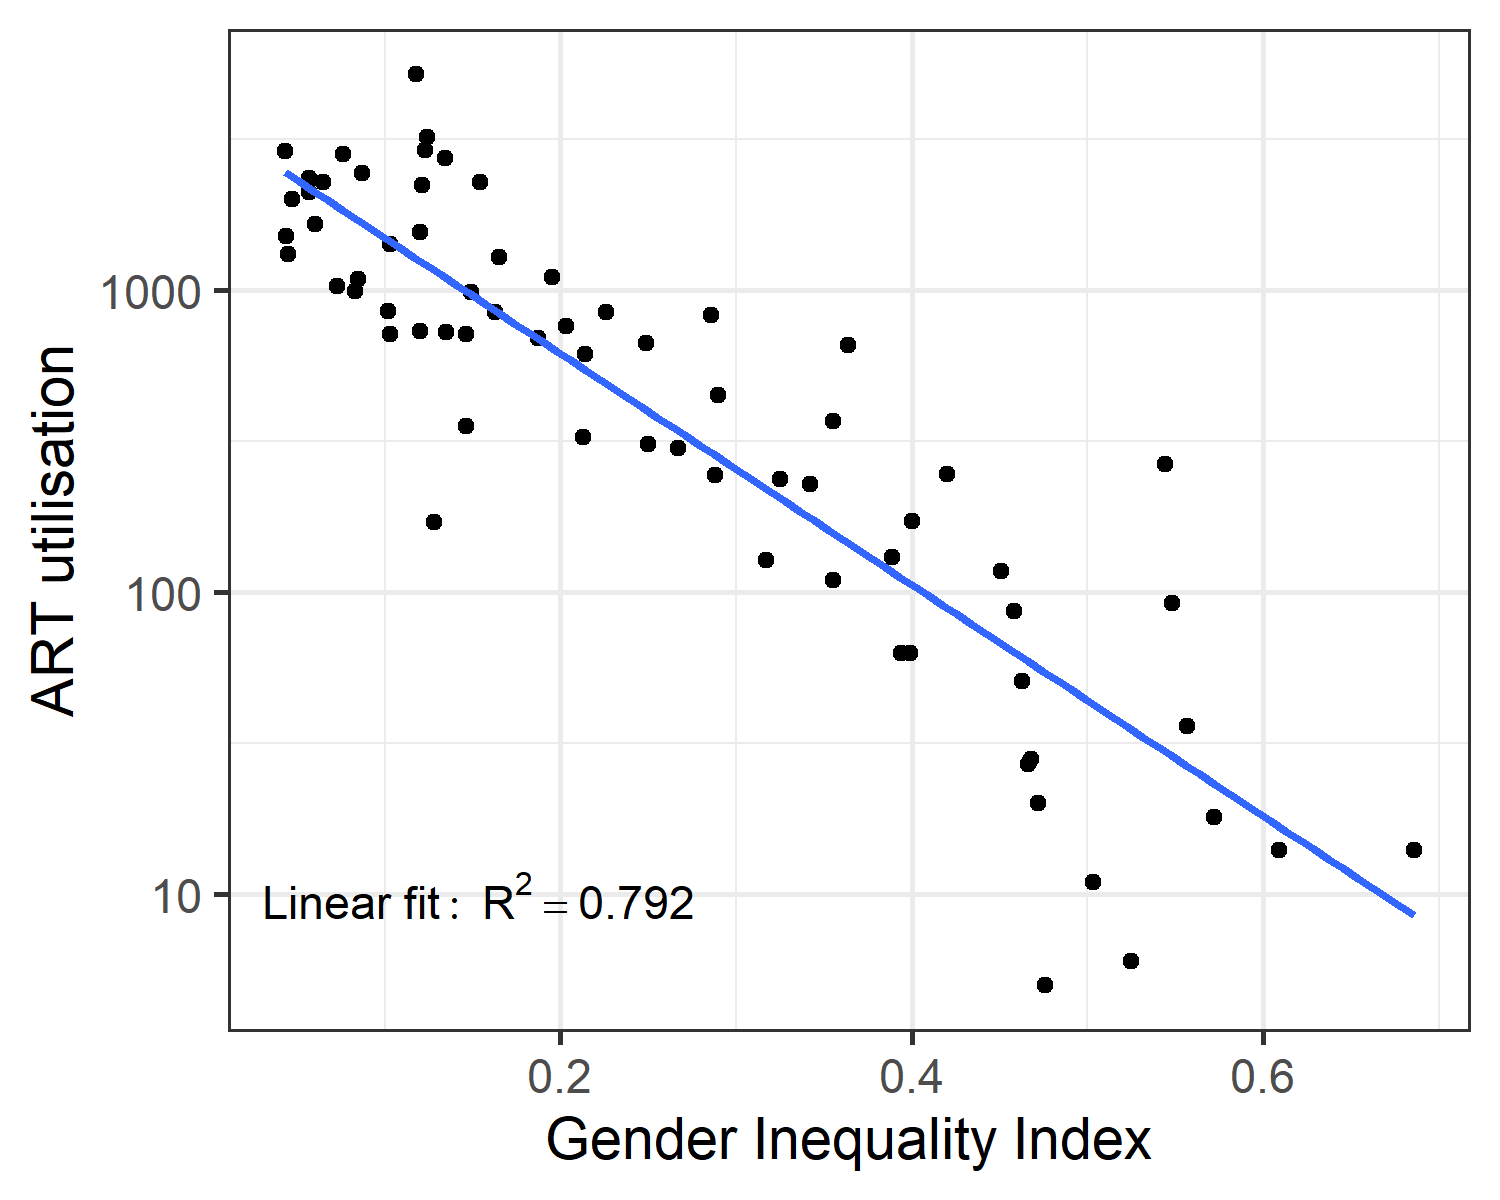 ART utilisation
1000
100
10
Linear fit: R² = 0.792
0.2 0.4 0.6
Gender Inequality Index